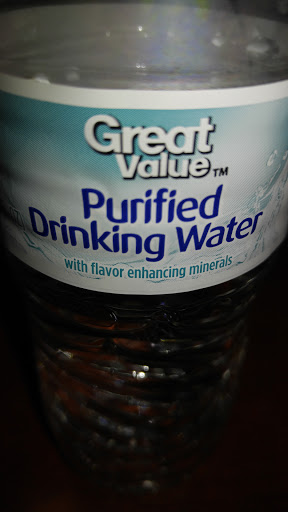 Great
Value™
Purified
Drinking Water
with flavor enhancing minerals